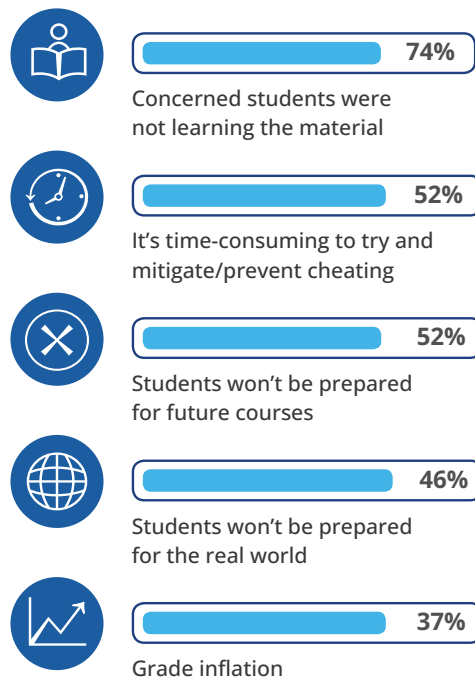 74%
Concerned students were
not learning the material
52%
It’s time-consuming to try and
mitigate/prevent cheating
52%
Students won’t be prepared
for future courses
46%
Students won’t be prepared
for the real world
37%
Grade inflation